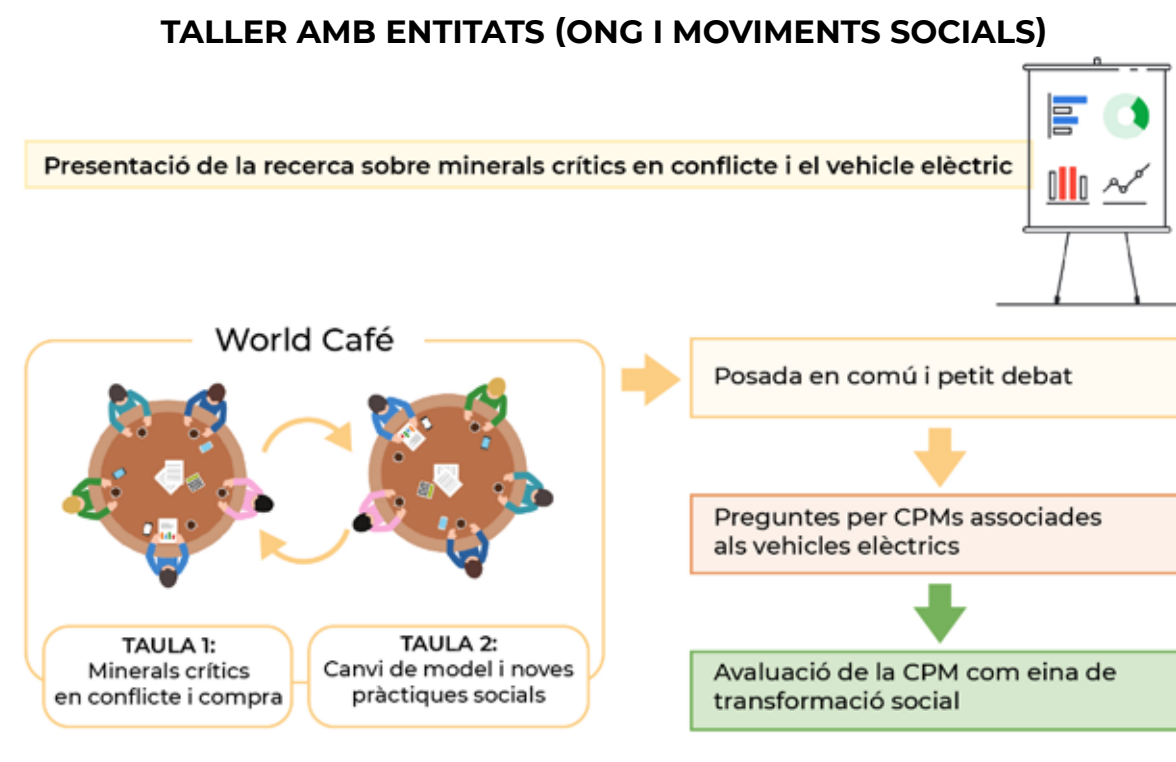 TALLER AMB ENTITATS (ONG I MOVIMENTS SOCIALS)
Presentació de la recerca sobre minerals crítics en conflicte i el vehicle elèctric
World Café
TAULA 1:
Minerals crítics
en conflicte i compra
TAULA 2:
Canvi de model i noves
pràctiques socials
Posada en comú i petit debat
Preguntes per CPMs associades
als vehicles elèctrics
Avaluació de la CPM com eina de
transformació social